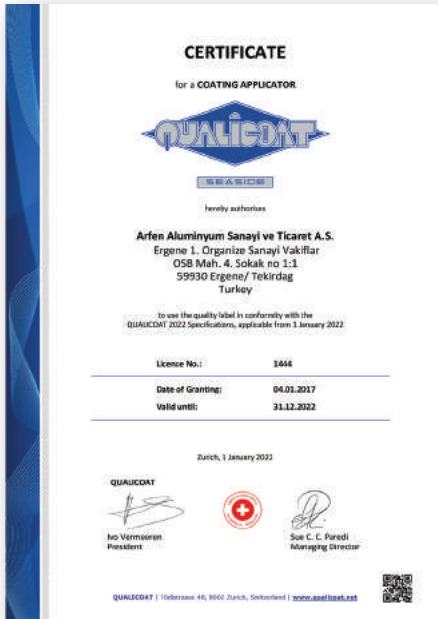 CERTIFICATE
for a COATING APPLICATOR
QUALICOAT
SEASIDE
hereby authorises
Arfen Aluminyum Sanayi ve Ticaret A.S.
Ergene 1. Organize Sanayi Vakiflar
OSB Mah. 4. Sokak no 1:1
59930 Ergene/ Tekirdag
Turkey
to use the quality label in conformity with the
QUALICOAT 2022 Specifications, applicable from 1 January 2022
Licence No.: 1444
Date of Granting: 04.01.2017
Valid until: 31.12.2022
Zurich, 1 January 2022
QUALICOAT
Ivo Vermeeren
President
Sue C. C. Paredi
Managing Director
QUALICOAT | 48, 8002 Zurich, Switzerland | www.qualicoat.net